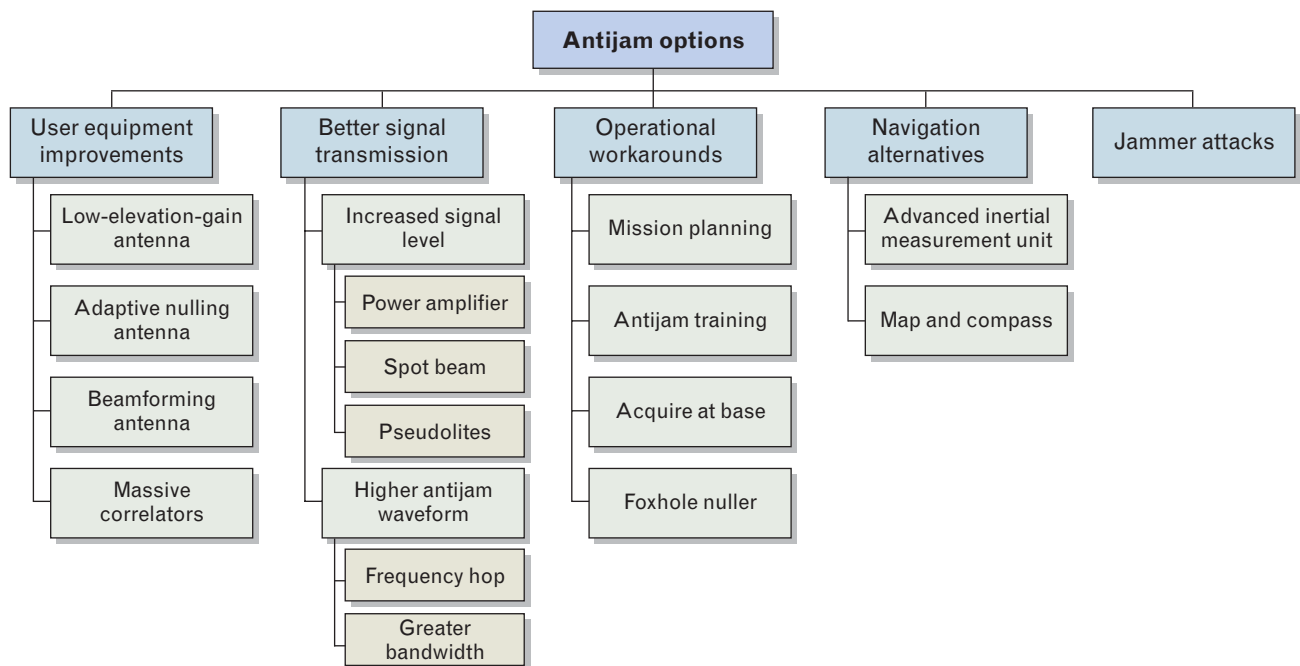 Antijam options
User equipment
improvements
Low-elevation-gain
antenna
Adaptive nulling
antenna
Beamforming
antenna
Massive
correlators
Better signal
transmission
Increased signal
level
Power amplifier
Spot beam
Pseudolites
Higher antijam
waveform
Frequency hop
Greater
bandwidth
Operational
workarounds
Mission planning
Antijam training
Acquire at base
Foxhole nuller
Navigation
alternatives
Advanced inertial
measurement unit
Map and compass
Jammer attacks